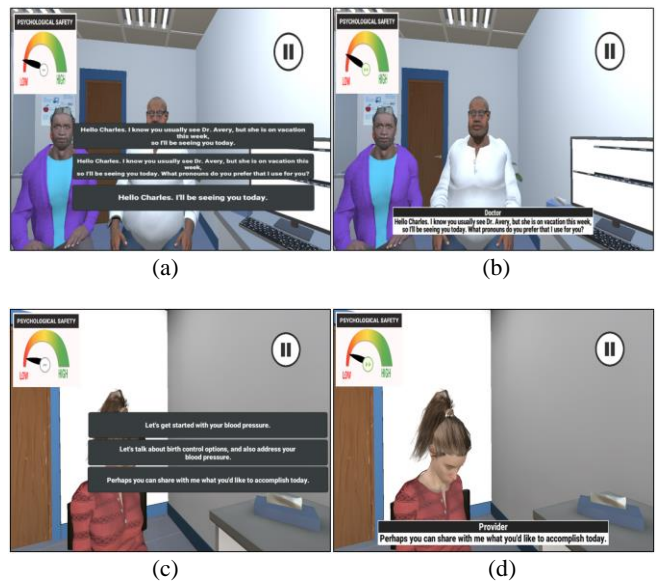 PSYCHOLOGICAL SAFETY
LOW
HIGH
Hello Charles. I know you usually see Dr. Avery, but she is on vacation
this week,
so I'll be seeing you today.
Hello Charles. I know you usually see Dr. Avery, but she is on vacation this
week,
so I'll be seeing you today. What pronouns do you prefer that I use for you?
Hello Charles. I'll be seeing you today.
(a)
PSYCHOLOGICAL SAFETY
LOW
HIGH
Doctor
Hello Charles. I know you usually see Dr. Avery, but she is on vacation this week,
so I'll be seeing you today. What pronouns do you prefer that I use for you?
(b)
PSYCHOLOGICAL SAFETY
LOW
HIGH
Let's get started with your blood pressure.
Let's talk about birth control options, and also address your
blood pressure.
Perhaps you can share with me what you'd like to accomplish today.
(c)
PSYCHOLOGICAL SAFETY
LOW
HIGH
Provider
Perhaps you can share with me what you'd like to accomplish today.
(d)